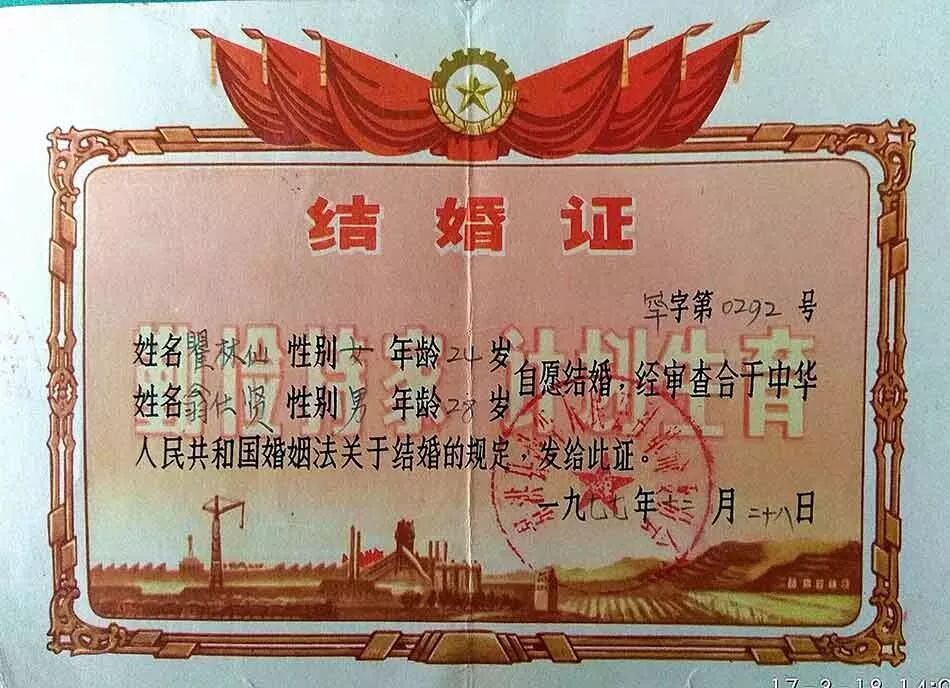 结婚证
字第0292号
勤俭持家 计划生育
姓名瞿林仙 性别女 年龄24岁
姓名翁仕贤 性别男 年龄28岁
自愿结婚，经审查合于中华
人民共和国婚姻法关于结婚的规定，发给此证。
一九七七年十二月二十八日